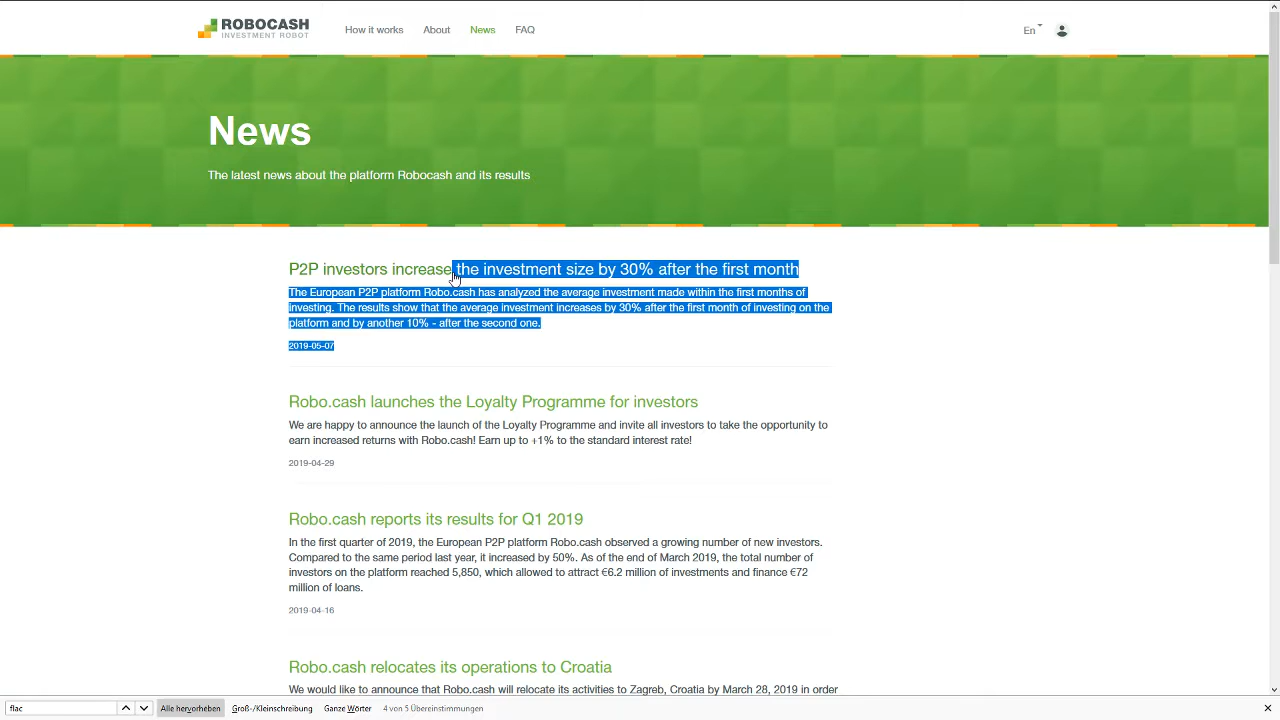 ROBOCASH
INVESTMENT ROBOT
How it works
About
News
FAQ
En
News
The latest news about the platform Robocash and its results
P2P investors increase the investment size by 30% after the first month
The European P2P platform Robo.cash has analyzed the average investment made within the first months of
investing. The results show that the average investment increases by 30% after the first month of investing on the
platform and by another 10% - after the second one.
2019-05-07
Robo.cash launches the Loyalty Programme for investors
We are happy to announce the launch of the Loyalty Programme and invite all investors to take the opportunity to
earn increased returns with Robo.cash! Earn up to +1% to the standard interest rate!
2019-04-29
Robo.cash reports its results for Q1 2019
In the first quarter of 2019, the European P2P platform Robo.cash observed a growing number of new investors.
Compared to the same period last year, it increased by 50%. As of the end of March 2019, the total number of
investors on the platform reached 5,850, which allowed to attract €6.2 million of investments and finance €72
million of loans.
2019-04-16
Robo.cash relocates its operations to Croatia
We would like to announce that Robo.cash will relocate its activities to Zagreb, Croatia by March 28, 2019 in order
flac
Alle hervorheben
Groß-/Kleinschreibung
Ganze Wörter
4 von 5 Übereinstimmungen